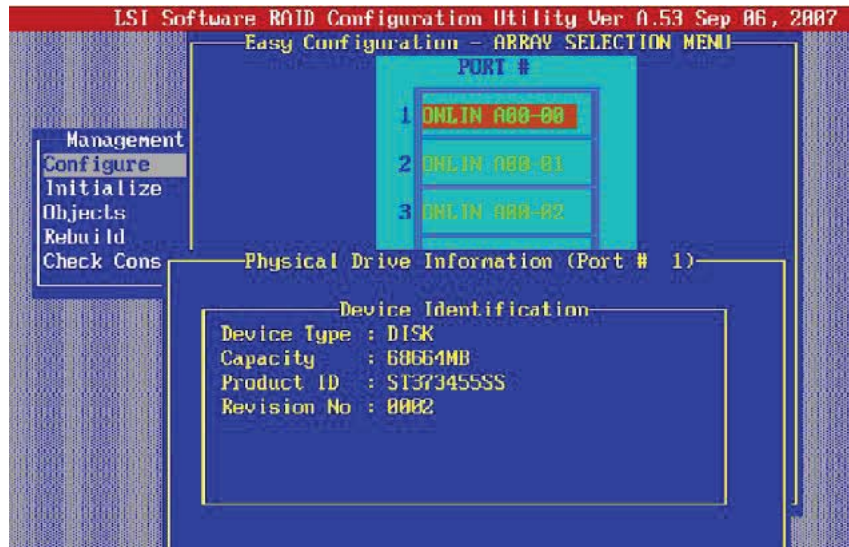 LSI Software RAID Configuration Utility Ver A.53 Sep 06, 2007
Easy Configuration - ARRAY SELECTION MENU
PORT #
1 ONLIN A00-00
2 ONLIN A00-01
3 ONLIN A00-02
Management
Configure
Initialize
Objects
Rebuild
Check Cons
Physical Drive Information (Port # 1)
Device Identification
Device Type : DISK
Capacity : 68664MB
Product ID : ST373455SS
Revision No : 0002